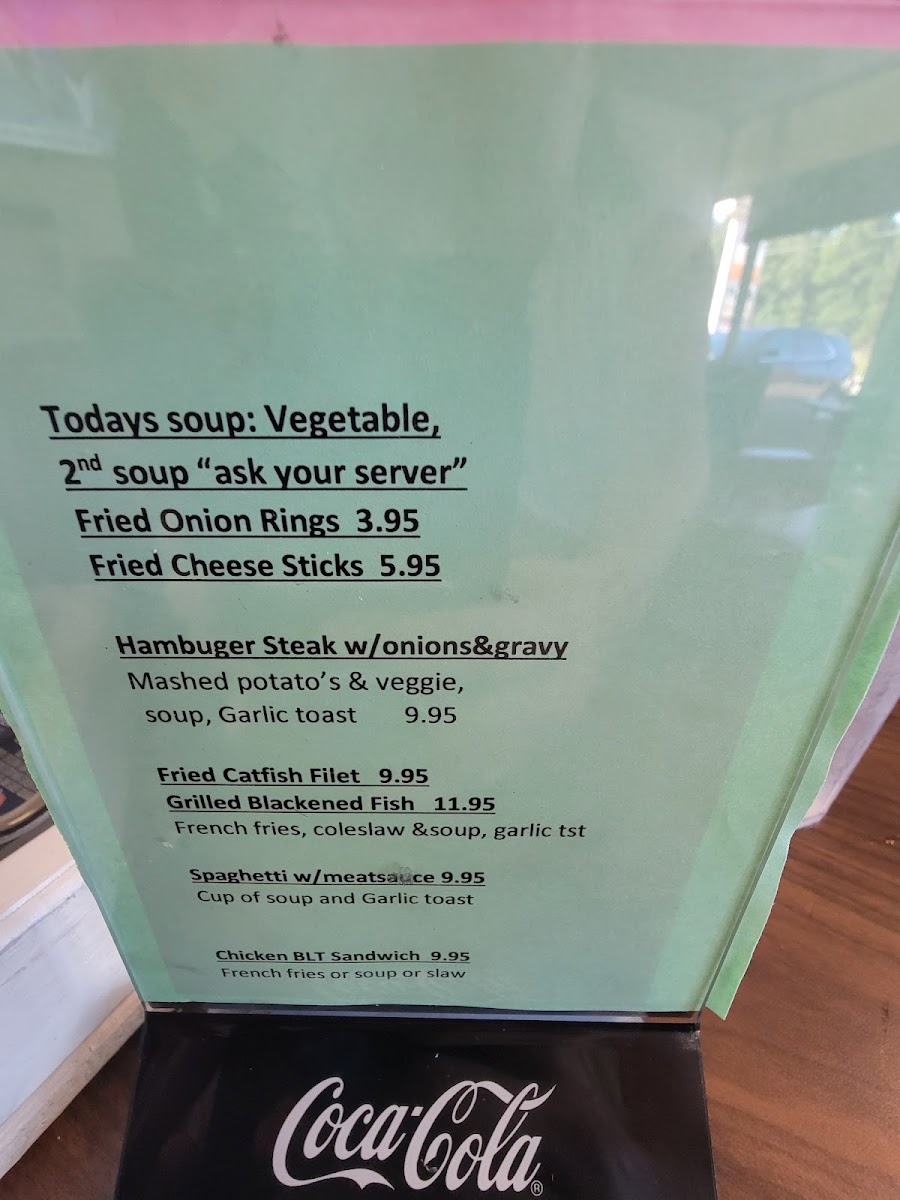 Todays soup: Vegetable,
2nd soup “ask your server”
Fried Onion Rings 3.95
Fried Cheese Sticks 5.95
Hambuger Steak w/onions&gravy
Mashed potato’s & veggie,
soup, Garlic toast 9.95
Fried Catfish Filet 9.95
Grilled Blackened Fish 11.95
French fries, coleslaw &soup, garlic tst
Spaghetti w/meatsauce 9.95
Cup of soup and Garlic toast
Chicken BLT Sandwich 9.95
French fries or soup or slaw
Coca-Cola®